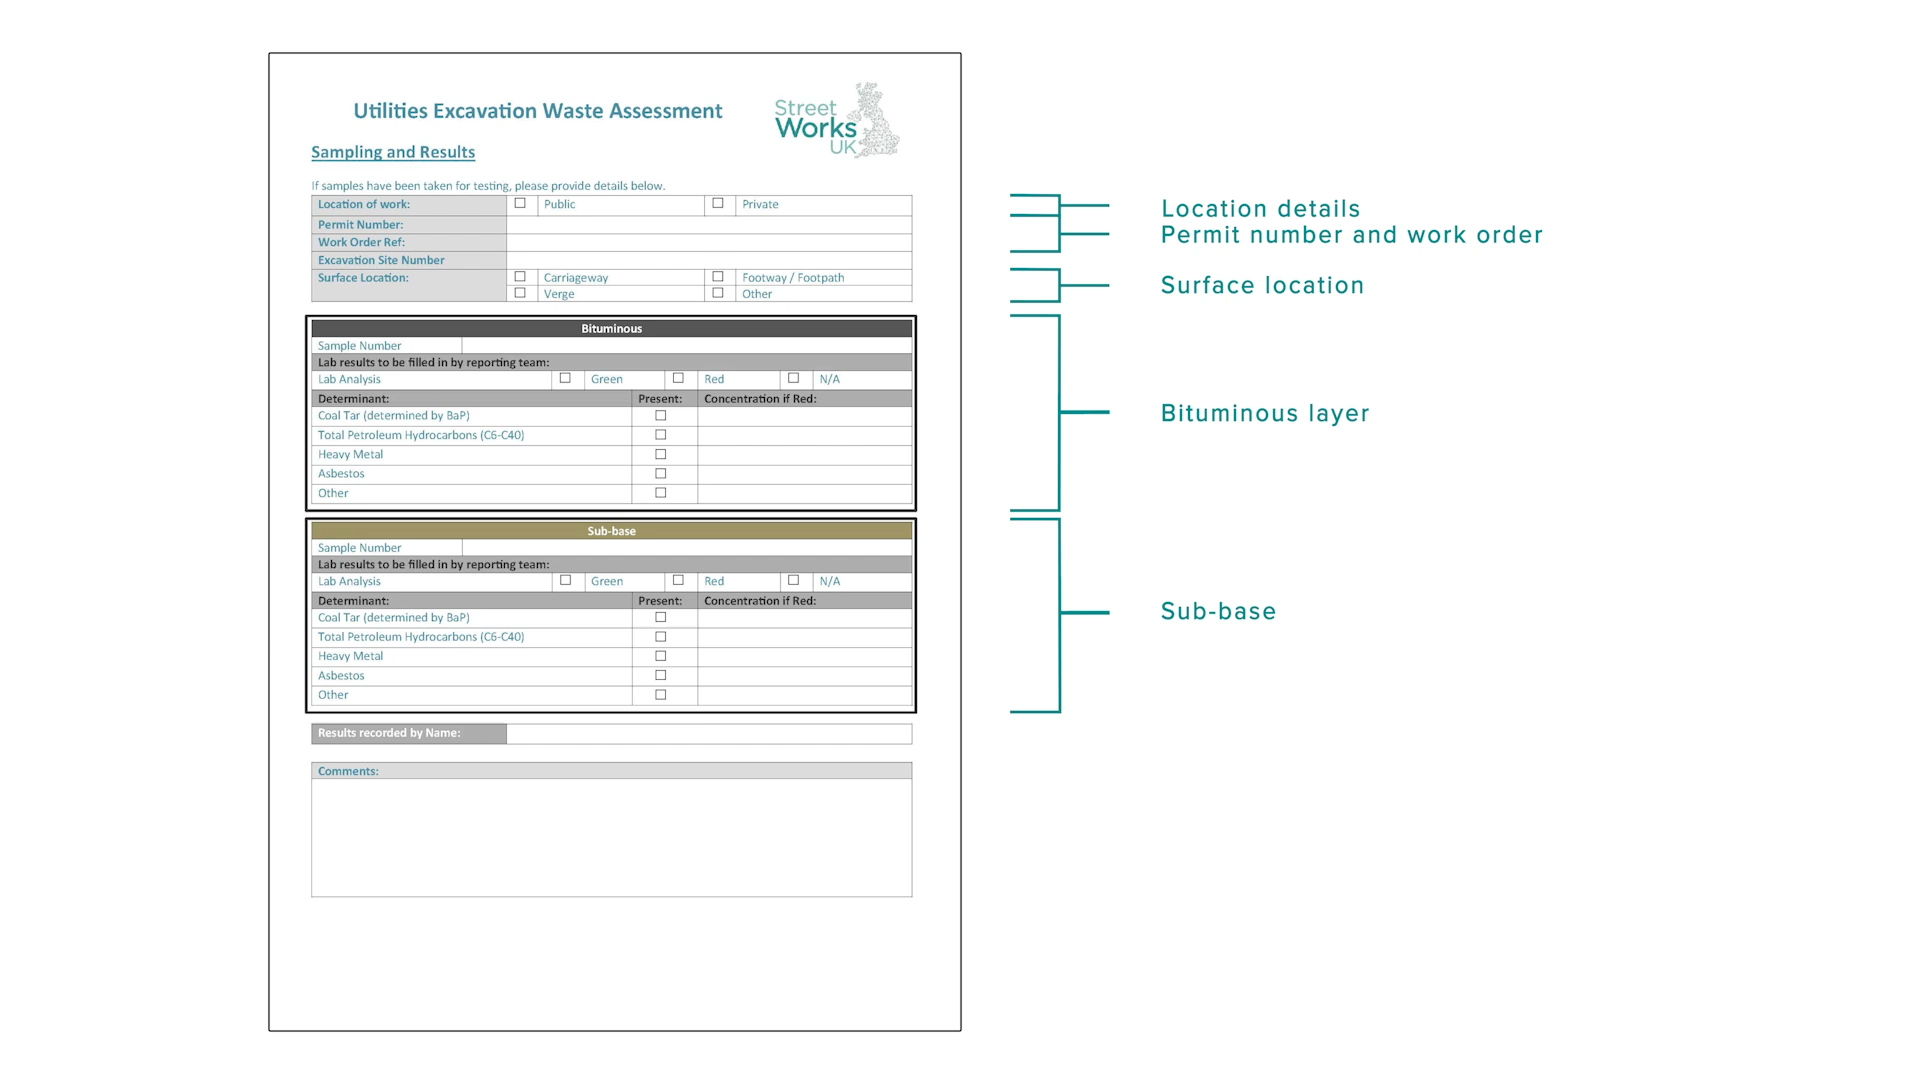 Utilities Excavation Waste Assessment
Street
Works
UK
Sampling and Results
If samples have been taken for testing, please provide details below.
Location of work: Public Private
Permit Number:
Work Order Ref:
Excavation Site Number
Surface Location: Carriageway Footway / Footpath
Verge Other
Bituminous
Sample Number
Lab results to be filled in by reporting team:
Lab Analysis Green Red N/A
Determinant: Present: Concentration if Red:
Coal Tar (determined by BaP)
Total Petroleum Hydrocarbons (C6-C40)
Heavy Metal
Asbestos
Other
Sub-base
Sample Number
Lab results to be filled in by reporting team:
Lab Analysis Green Red N/A
Determinant: Present: Concentration if Red:
Coal Tar (determined by BaP)
Total Petroleum Hydrocarbons (C6-C40)
Heavy Metal
Asbestos
Other
Results recorded by Name:
Comments:
Location details
Permit number and work order
Surface location
Bituminous layer
Sub-base